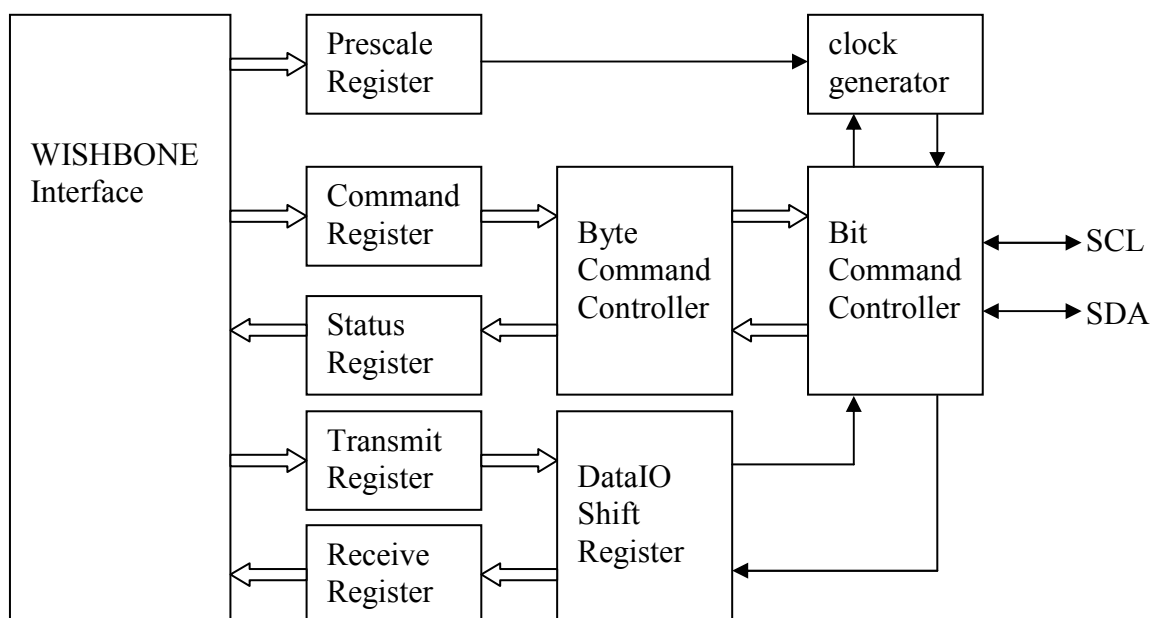 WISHBONE
Interface
Prescale
Register
clock
generator
Command
Register
Byte
Command
Controller
Bit
Command
Controller
SCL
SDA
Status
Register
Transmit
Register
DataIO
Shift
Register
Receive
Register